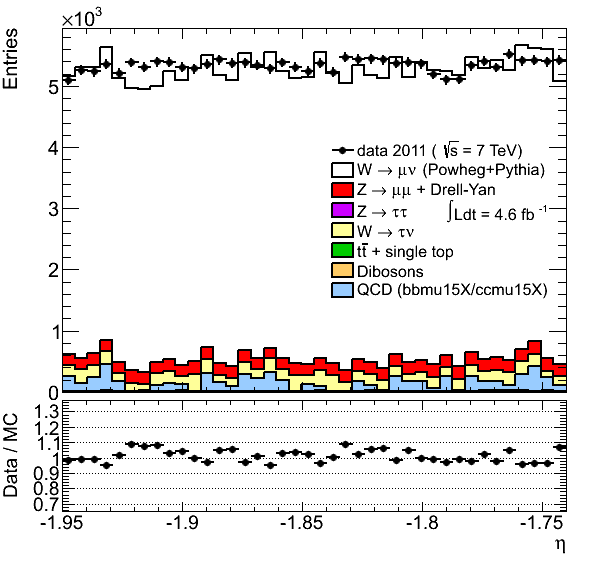 ×10³
Entries
5
4
3
2
1
0
data 2011 ( √s = 7 TeV)
W → μν (Powheg+Pythia)
Z → μμ + Drell-Yan
Z → ττ
∫Ldt = 4.6 fb⁻¹
W → τν
tt̄ + single top
Dibosons
QCD (bbmu15X/ccmu15X)
Data / MC
1.3
1.2
1.1
1
0.9
0.8
0.7
-1.95 -1.9 -1.85 -1.8 -1.75
η